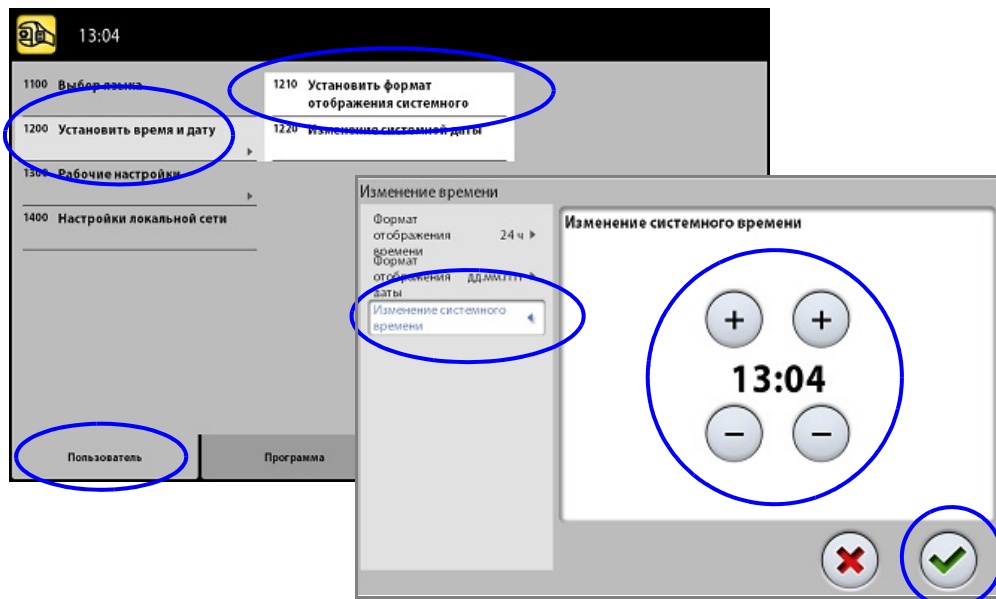 13:04
1100 Выбор языка
1200 Установить время и дату
1300 Рабочие настройки
1400 Настройки локальной сети
1210 Установить формат
отображения системного
1220 Изменение системной даты
Пользователь
Программа
Изменение времени
Формат
отображения 24 ч
времени
Формат
отображения
даты
Изменение системного
времени
Изменение системного времени
+ +
13:04
− −